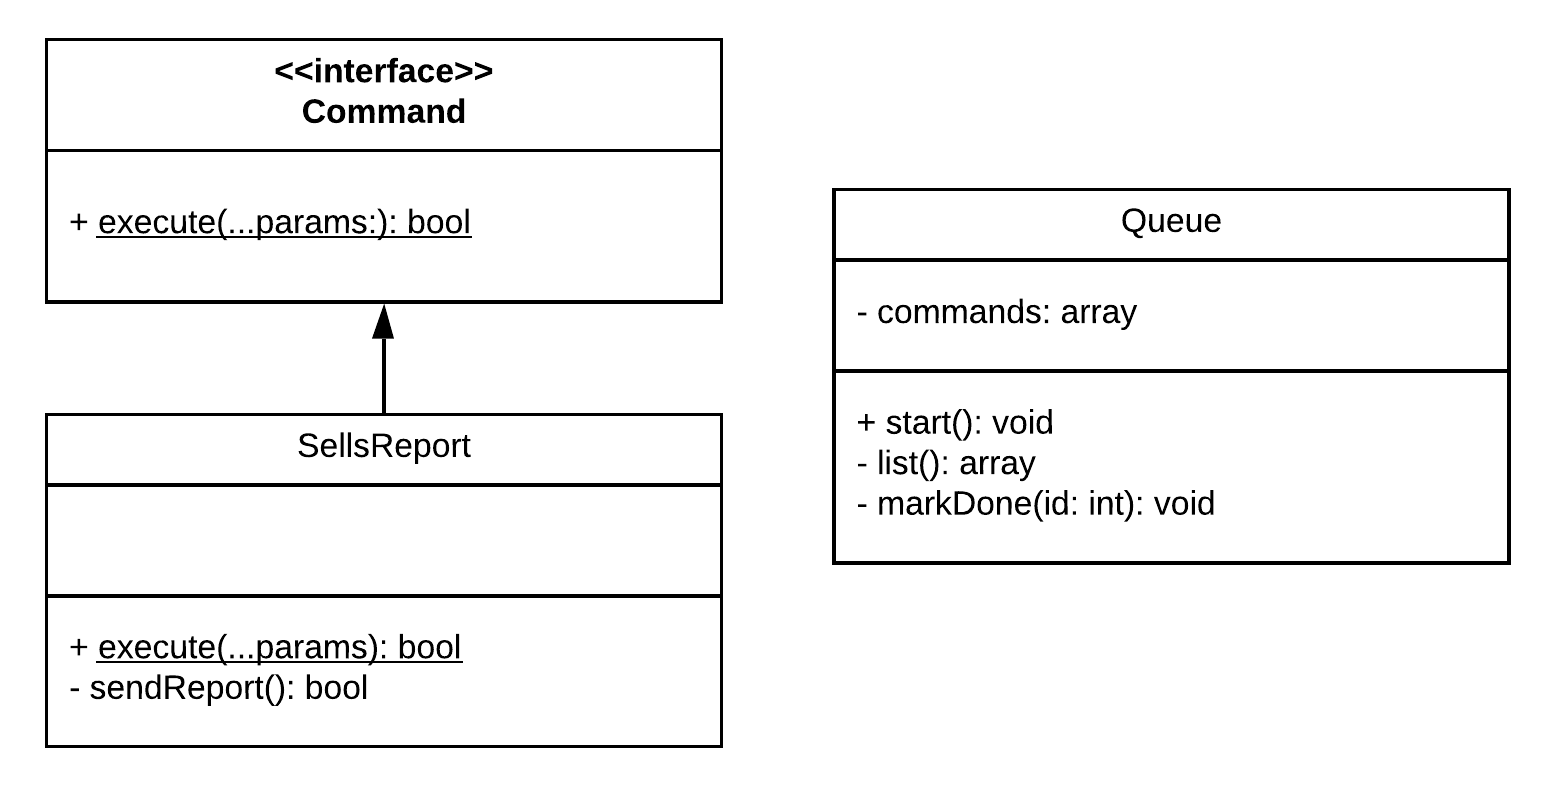 <<interface>>
Command
+ execute(...params:): bool
SellsReport
+ execute(...params): bool
- sendReport(): bool
Queue
- commands: array
+ start(): void
- list(): array
- markDone(id: int): void